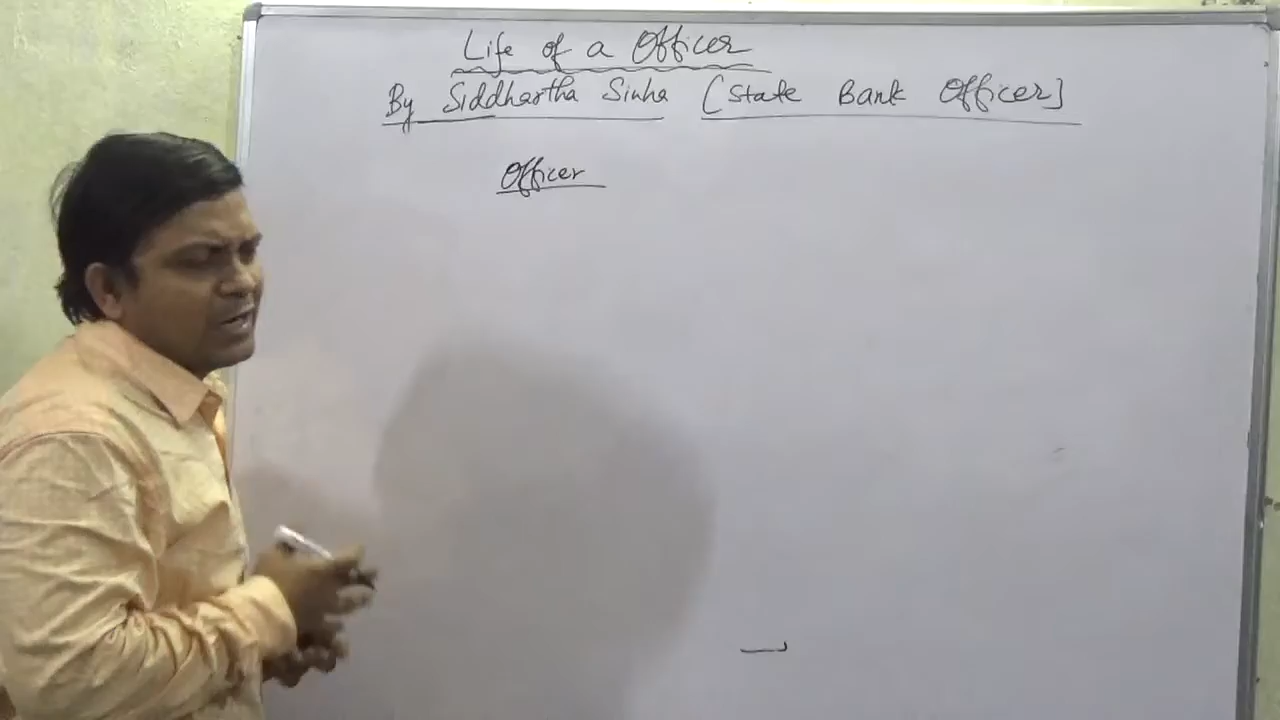 Life of a Officer
By Siddhartha Sinha (State Bank Officer]
Officer